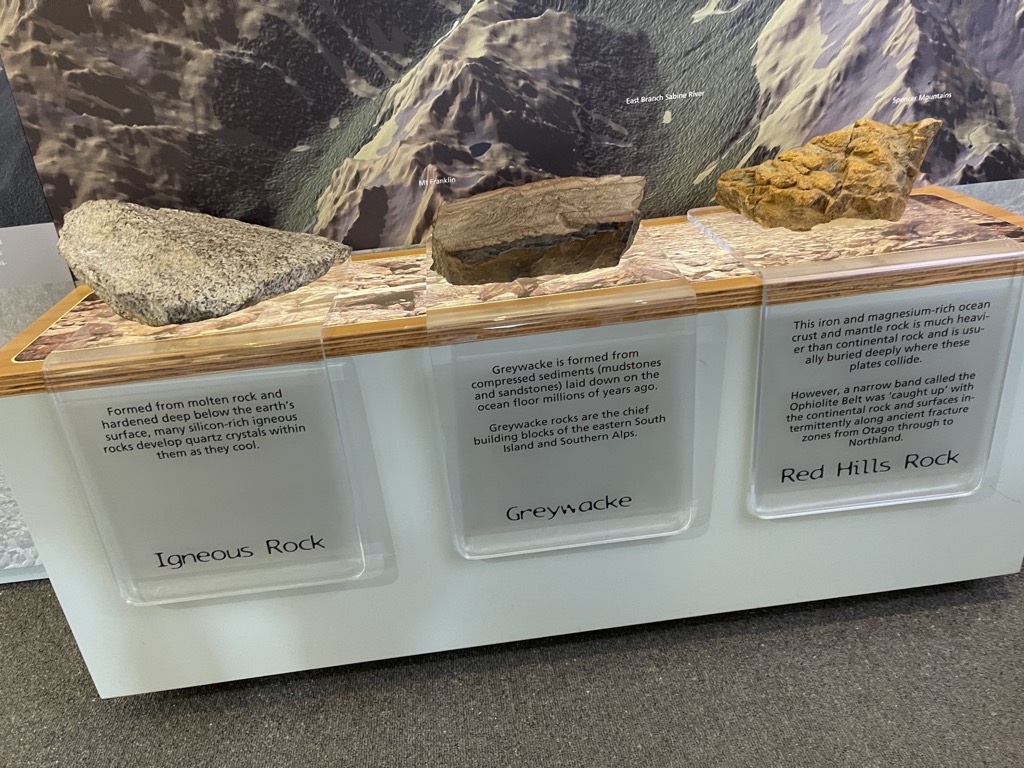 East Branch Sabine River
Spencer Mountains
Mt Franklin
Formed from molten rock and
hardened deep below the earth's
surface, many silicon-rich igneous
rocks develop quartz crystals within
them as they cool.
Igneous Rock
Greywacke is formed from
compressed sediments (mudstones
and sandstones) laid down on the
ocean floor millions of years ago.
Greywacke rocks are the chief
building blocks of the eastern South
Island and Southern Alps.
Greywacke
This iron and magnesium-rich ocean
crust and mantle rock is much heavi-
er than continental rock and is usu-
ally buried deeply where these
plates collide.
However, a narrow band called the
Ophiolite Belt was 'caught up' with
the continental rock and surfaces in-
termittently along ancient fracture
zones from Otago through to
Northland.
Red Hills Rock